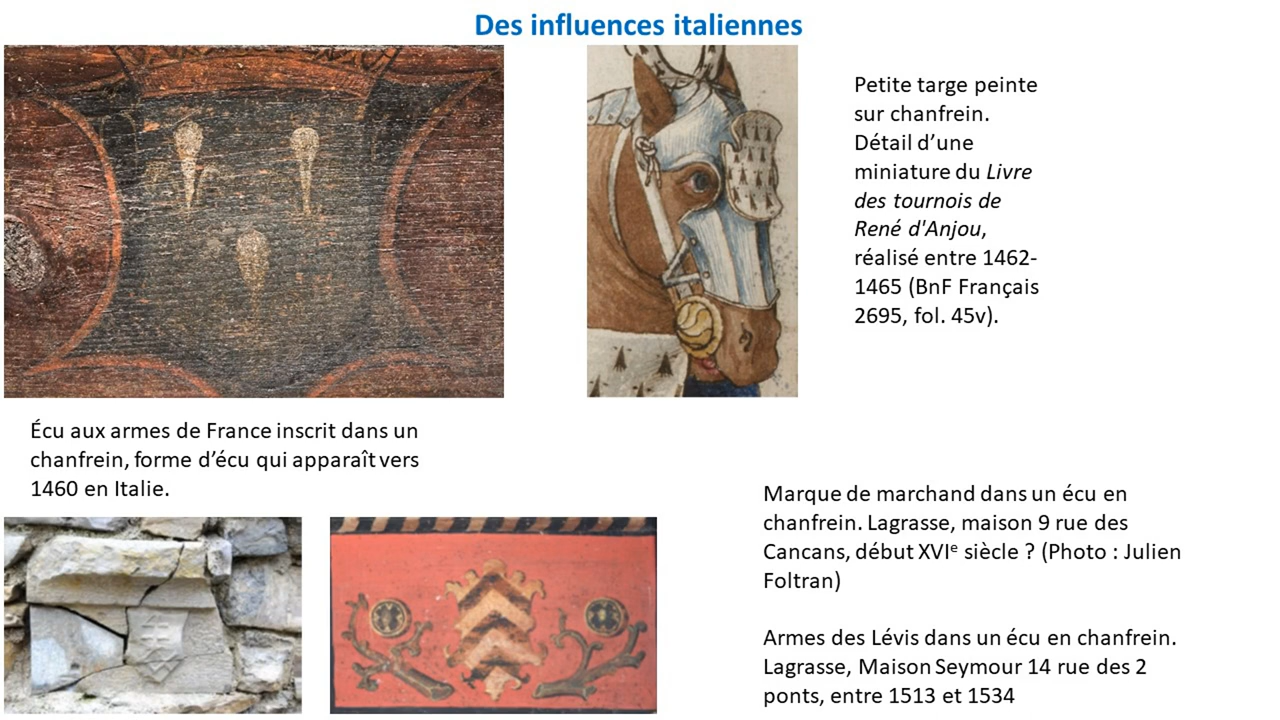 Des influences italiennes
Petite targe peinte
sur chanfrein.
Détail d’une
miniature du Livre
des tournois de
René d'Anjou,
réalisé entre 1462-
1465 (BnF Français
2695, fol. 45v).
Écu aux armes de France inscrit dans un
chanfrein, forme d’écu qui apparaît vers
1460 en Italie.
Marque de marchand dans un écu en
chanfrein. Lagrasse, maison 9 rue des
Cancans, début XVIᵉ siècle ? (Photo : Julien
Foltran)
Armes des Lévis dans un écu en chanfrein.
Lagrasse, Maison Seymour 14 rue des 2
ponts, entre 1513 et 1534